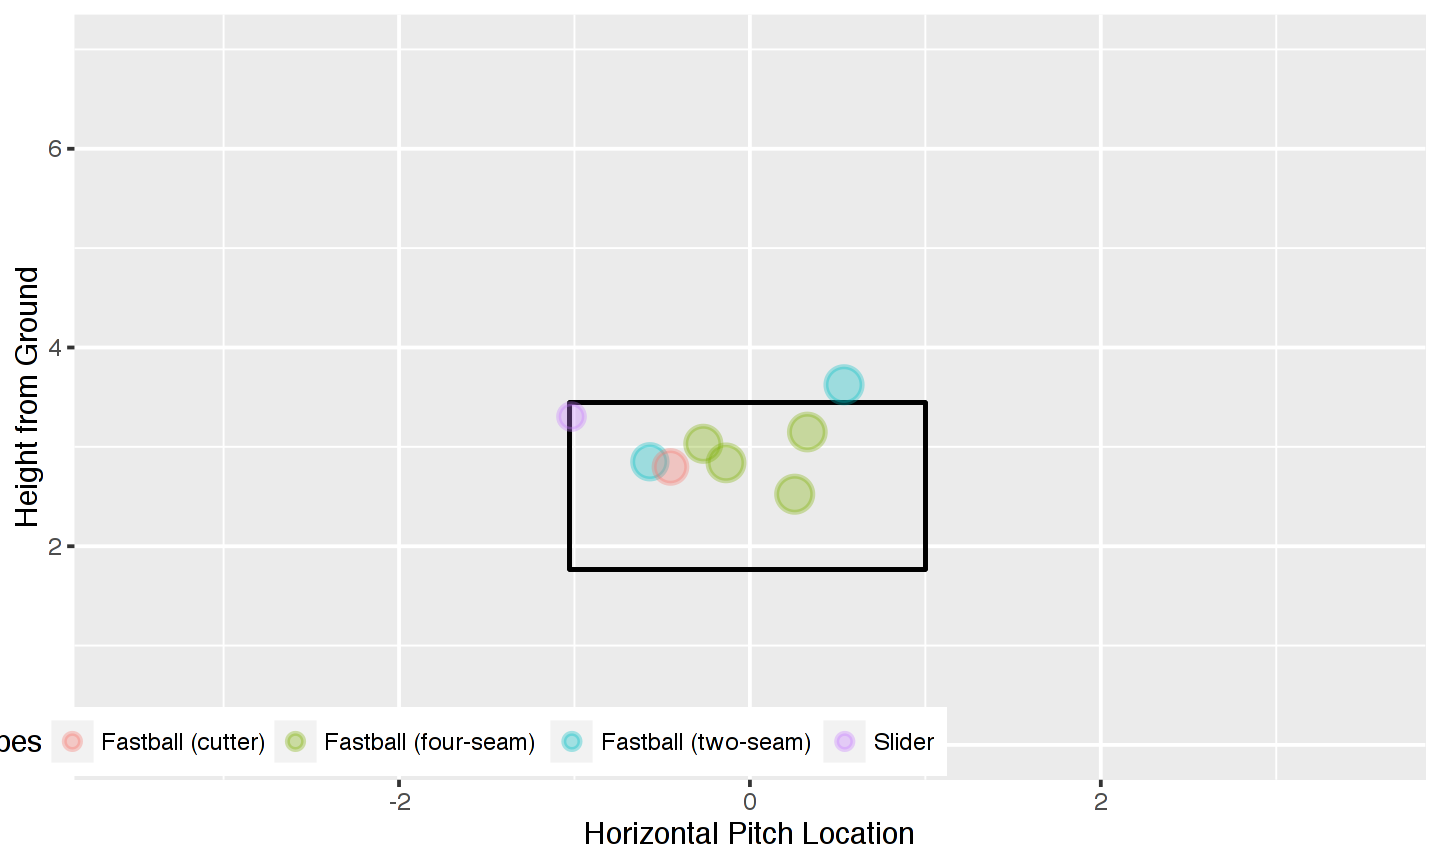 6
4
2
Height from Ground
Fastball (cutter) Fastball (four-seam) Fastball (two-seam) Slider
-2 0 2
Horizontal Pitch Location